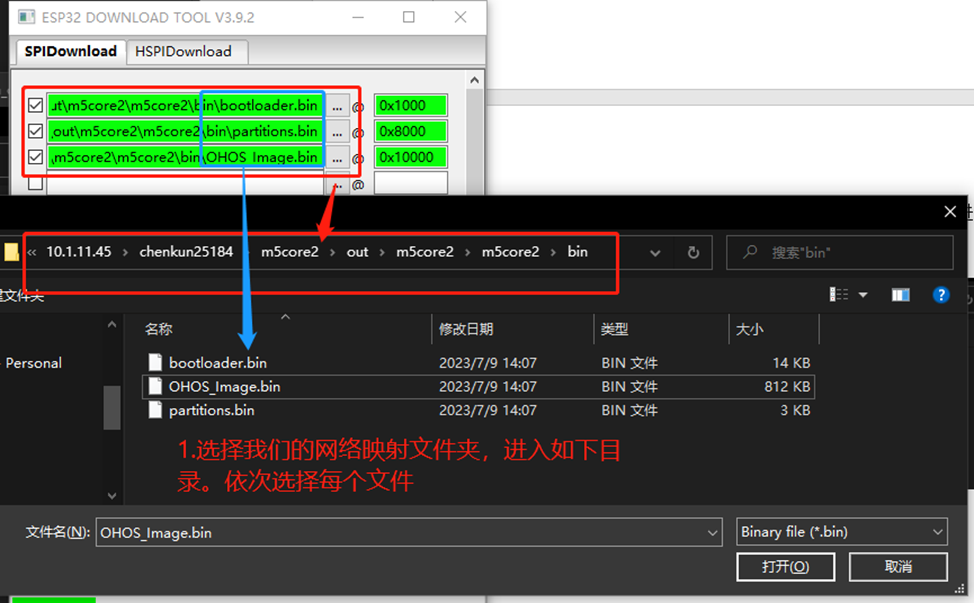 ESP32 DOWNLOAD TOOL V3.9.2
SPIDownload HSPIDownload
ut\m5core2\m5core2\bin\bootloader.bin ... @ 0x1000
out\m5core2\m5core2\bin\partitions.bin ... @ 0x8000
\m5core2\m5core2\bin\OHOS_Image.bin ... @ 0x10000
... @
« 10.1.11.45 › chenkun25184 › m5core2 › out › m5core2 › m5core2 › bin
搜索"bin"
建文件夹
名称 修改日期 类型 大小
Personal
bootloader.bin 2023/7/9 14:07 BIN 文件 14 KB
OHOS_Image.bin 2023/7/9 14:07 BIN 文件 812 KB
partitions.bin 2023/7/9 14:07 BIN 文件 3 KB
1.选择我们的网络映射文件夹，进入如下目
录。依次选择每个文件
文件名(N): OHOS_Image.bin Binary file (*.bin)
打开(O) 取消